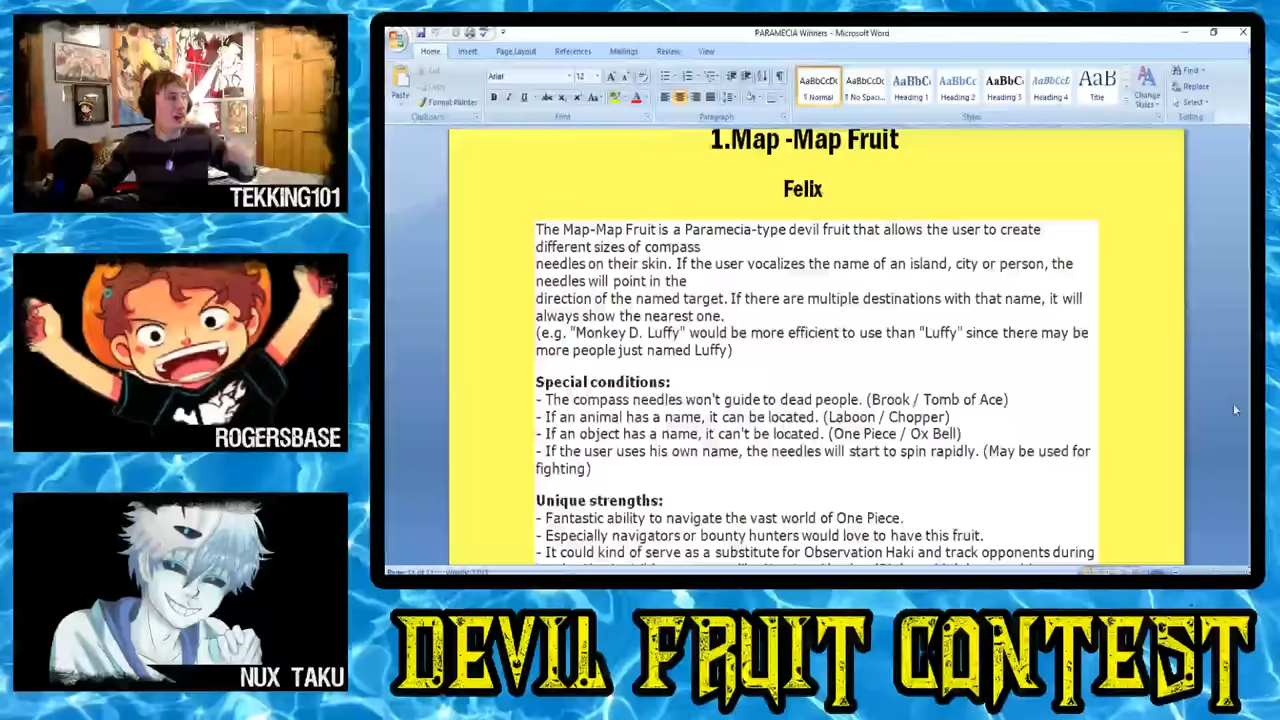 TEKKING101
ROGERSBASE
NUX TAKU
PARAMECIA Winners - Microsoft Word
Home Insert Page Layout References Mailings Review View
Paste
Cut
Format Painter
Clipboard
Arial 12
Font
Paragraph
AaBbCcDc AaBbCcDc AaBbC AaBbCc AaBbC AaBbCc AaB
¶ Normal ¶ No Spaci... Heading 1 Heading 2 Heading 3 Heading 4 Title
Change Styles
Styles
Find
Replace
Select
Editing
1.Map -Map Fruit
Felix
The Map-Map Fruit is a Paramecia-type devil fruit that allows the user to create
different sizes of compass
needles on their skin. If the user vocalizes the name of an island, city or person, the
needles will point in the
direction of the named target. If there are multiple destinations with that name, it will
always show the nearest one.
(e.g. "Monkey D. Luffy" would be more efficient to use than "Luffy" since there may be
more people just named Luffy)
Special conditions:
- The compass needles won't guide to dead people. (Brook / Tomb of Ace)
- If an animal has a name, it can be located. (Laboon / Chopper)
- If an object has a name, it can't be located. (One Piece / Ox Bell)
- If the user uses his own name, the needles will start to spin rapidly. (May be used for
fighting)
Unique strengths:
- Fantastic ability to navigate the vast world of One Piece.
- Especially navigators or bounty hunters would love to have this fruit.
- It could kind of serve as a substitute for Observation Haki and track opponents during
DEVIL FRUIT CONTEST